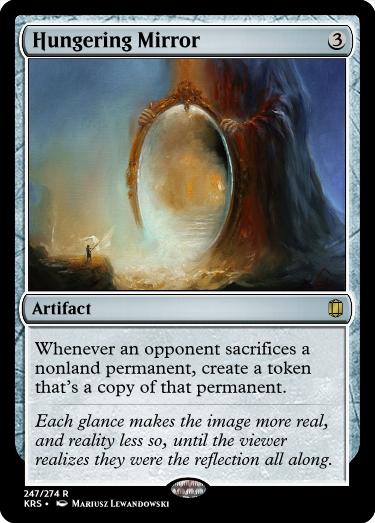 Hungering Mirror 3
Artifact
Whenever an opponent sacrifices a
nonland permanent, create a token
that's a copy of that permanent.
Each glance makes the image more real,
and reality less so, until the viewer
realizes they were the reflection all along.
247/274 R
KRS • Mariusz Lewandowski